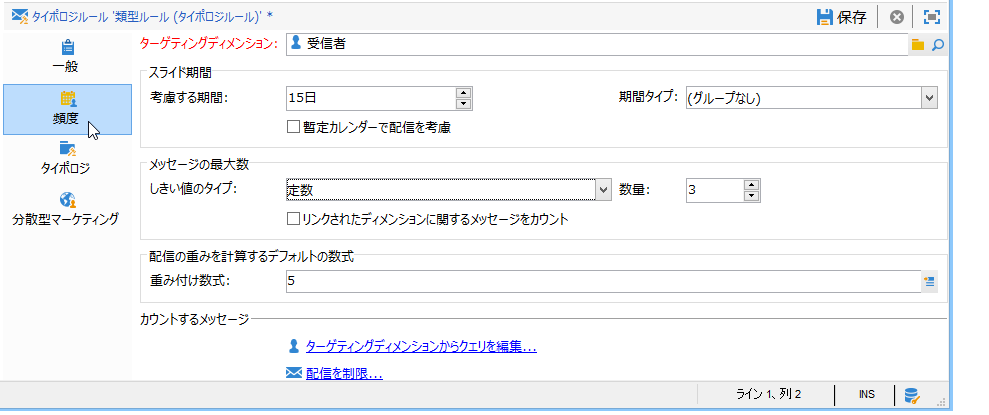 タイポロジルール '類型ルール (タイポロジルール)' *
保存
一般
頻度
タイポロジ
分散型マーケティング
ターゲティングディメンション:
受信者
スライド期間
考慮する期間:
15日
期間タイプ:
(グループなし)
暫定カレンダーで配信を考慮
メッセージの最大数
しきい値のタイプ:
定数
数量:
3
リンクされたディメンションに関するメッセージをカウント
配信の重みを計算するデフォルトの数式
重み付け数式:
5
カウントするメッセージ
ターゲティングディメンションからクエリを編集...
配信を制限...
ライン 1、列 2
INS